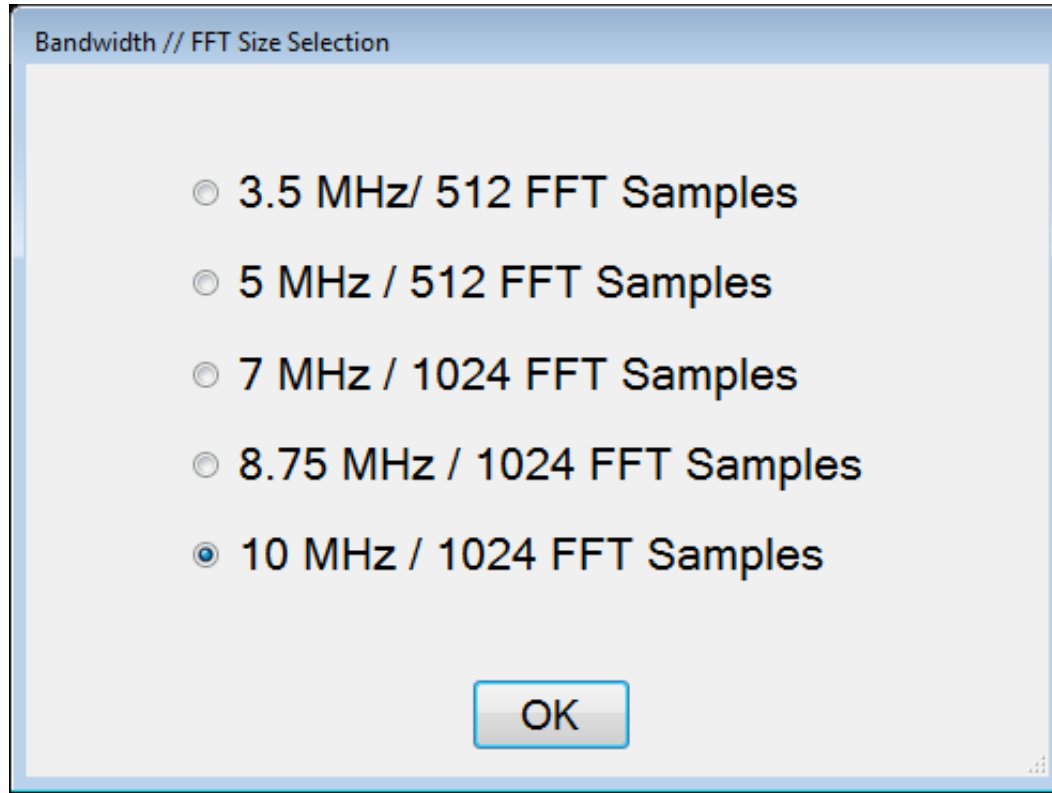 Bandwidth // FFT Size Selection
3.5 MHz/ 512 FFT Samples
5 MHz / 512 FFT Samples
7 MHz / 1024 FFT Samples
8.75 MHz / 1024 FFT Samples
10 MHz / 1024 FFT Samples
OK